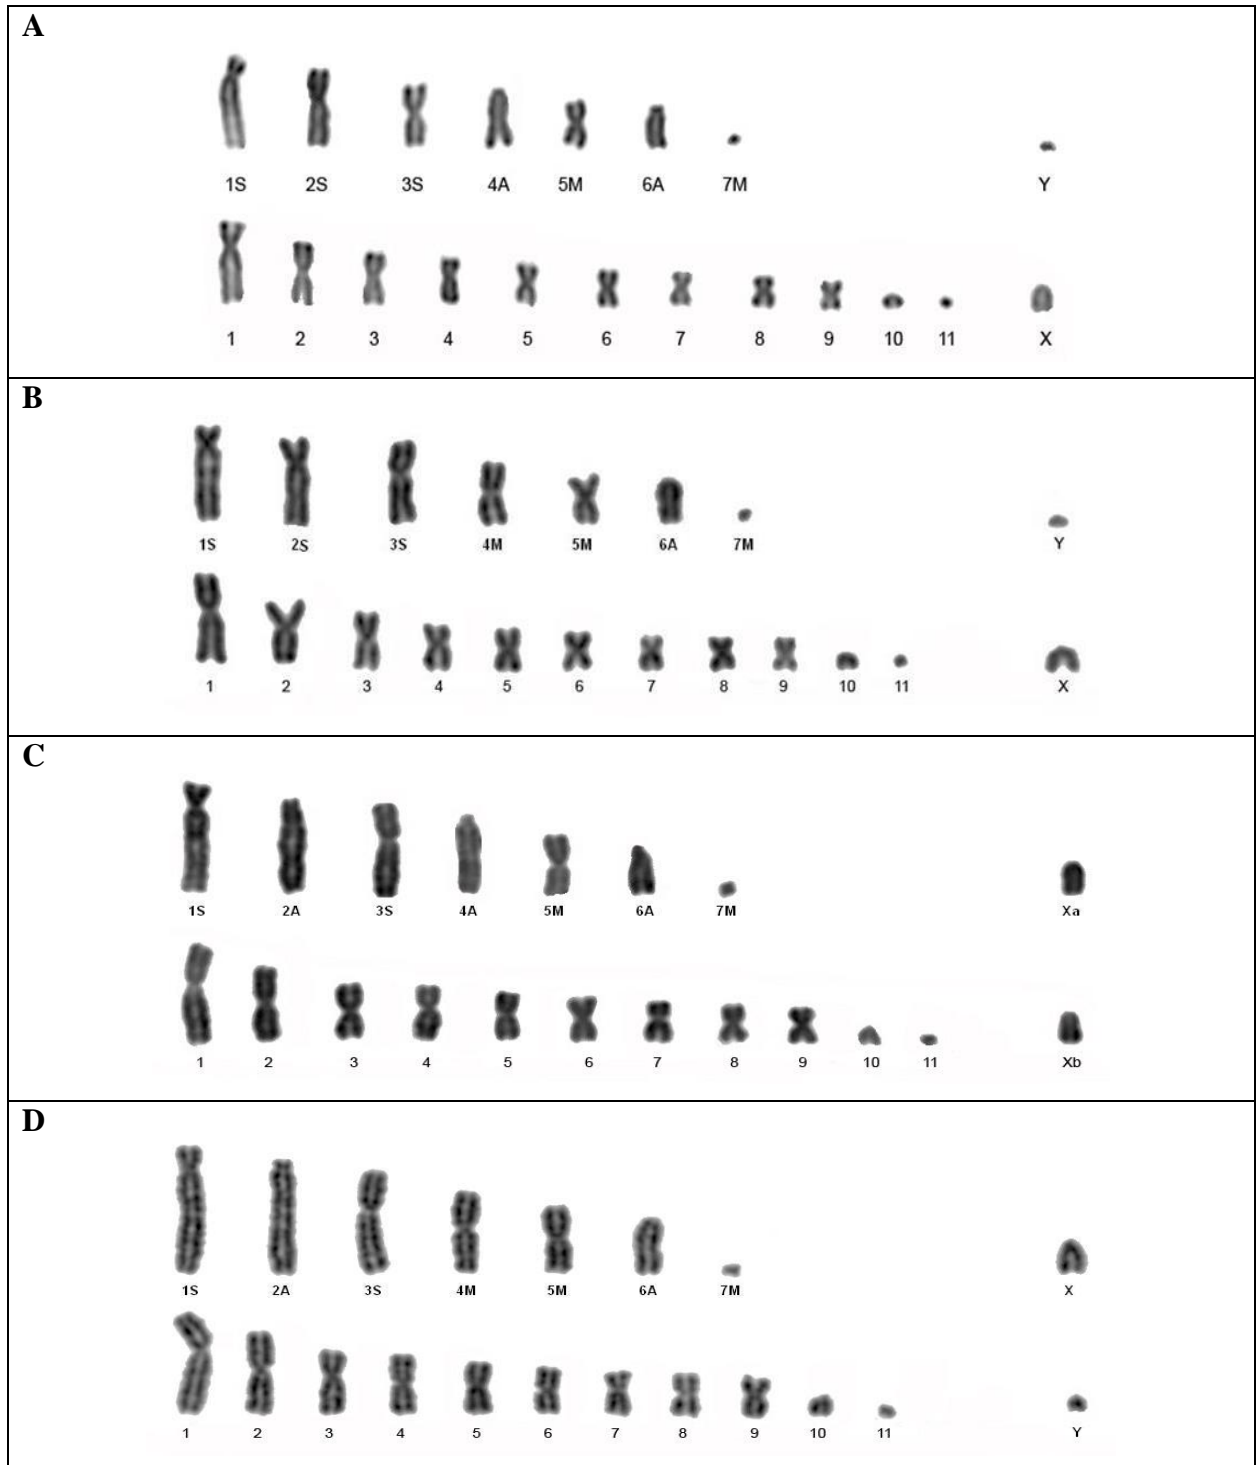 A
1S 2S 3S 4A 5M 6A 7M Y
1 2 3 4 5 6 7 8 9 10 11 X
B
1S 2S 3S 4M 5M 6A 7M Y
1 2 3 4 5 6 7 8 9 10 11 X
C
1S 2A 3S 4A 5M 6A 7M Xa
1 2 3 4 5 6 7 8 9 10 11 Xb
D
1S 2A 3S 4M 5M 6A 7M X
1 2 3 4 5 6 7 8 9 10 11 Y